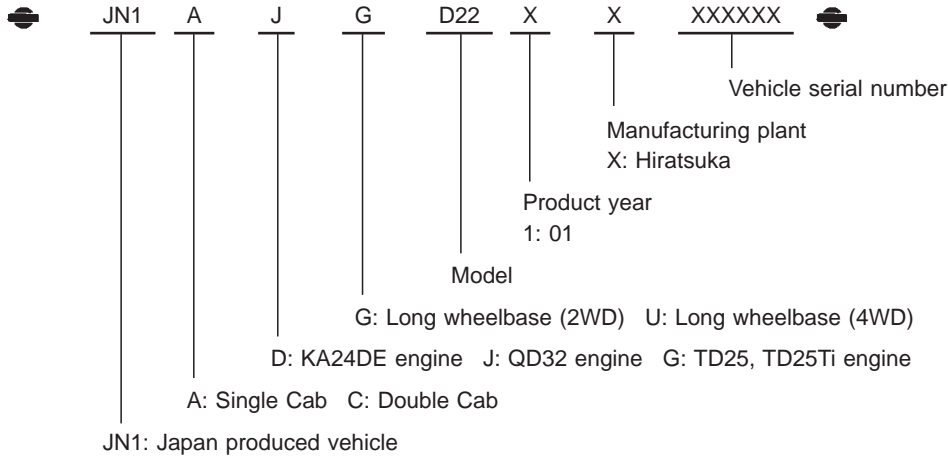 JN1 A J G D22 X X XXXXXX
Vehicle serial number
Manufacturing plant
X: Hiratsuka
Product year
1: 01
Model
G: Long wheelbase (2WD) U: Long wheelbase (4WD)
D: KA24DE engine J: QD32 engine G: TD25, TD25Ti engine
A: Single Cab C: Double Cab
JN1: Japan produced vehicle